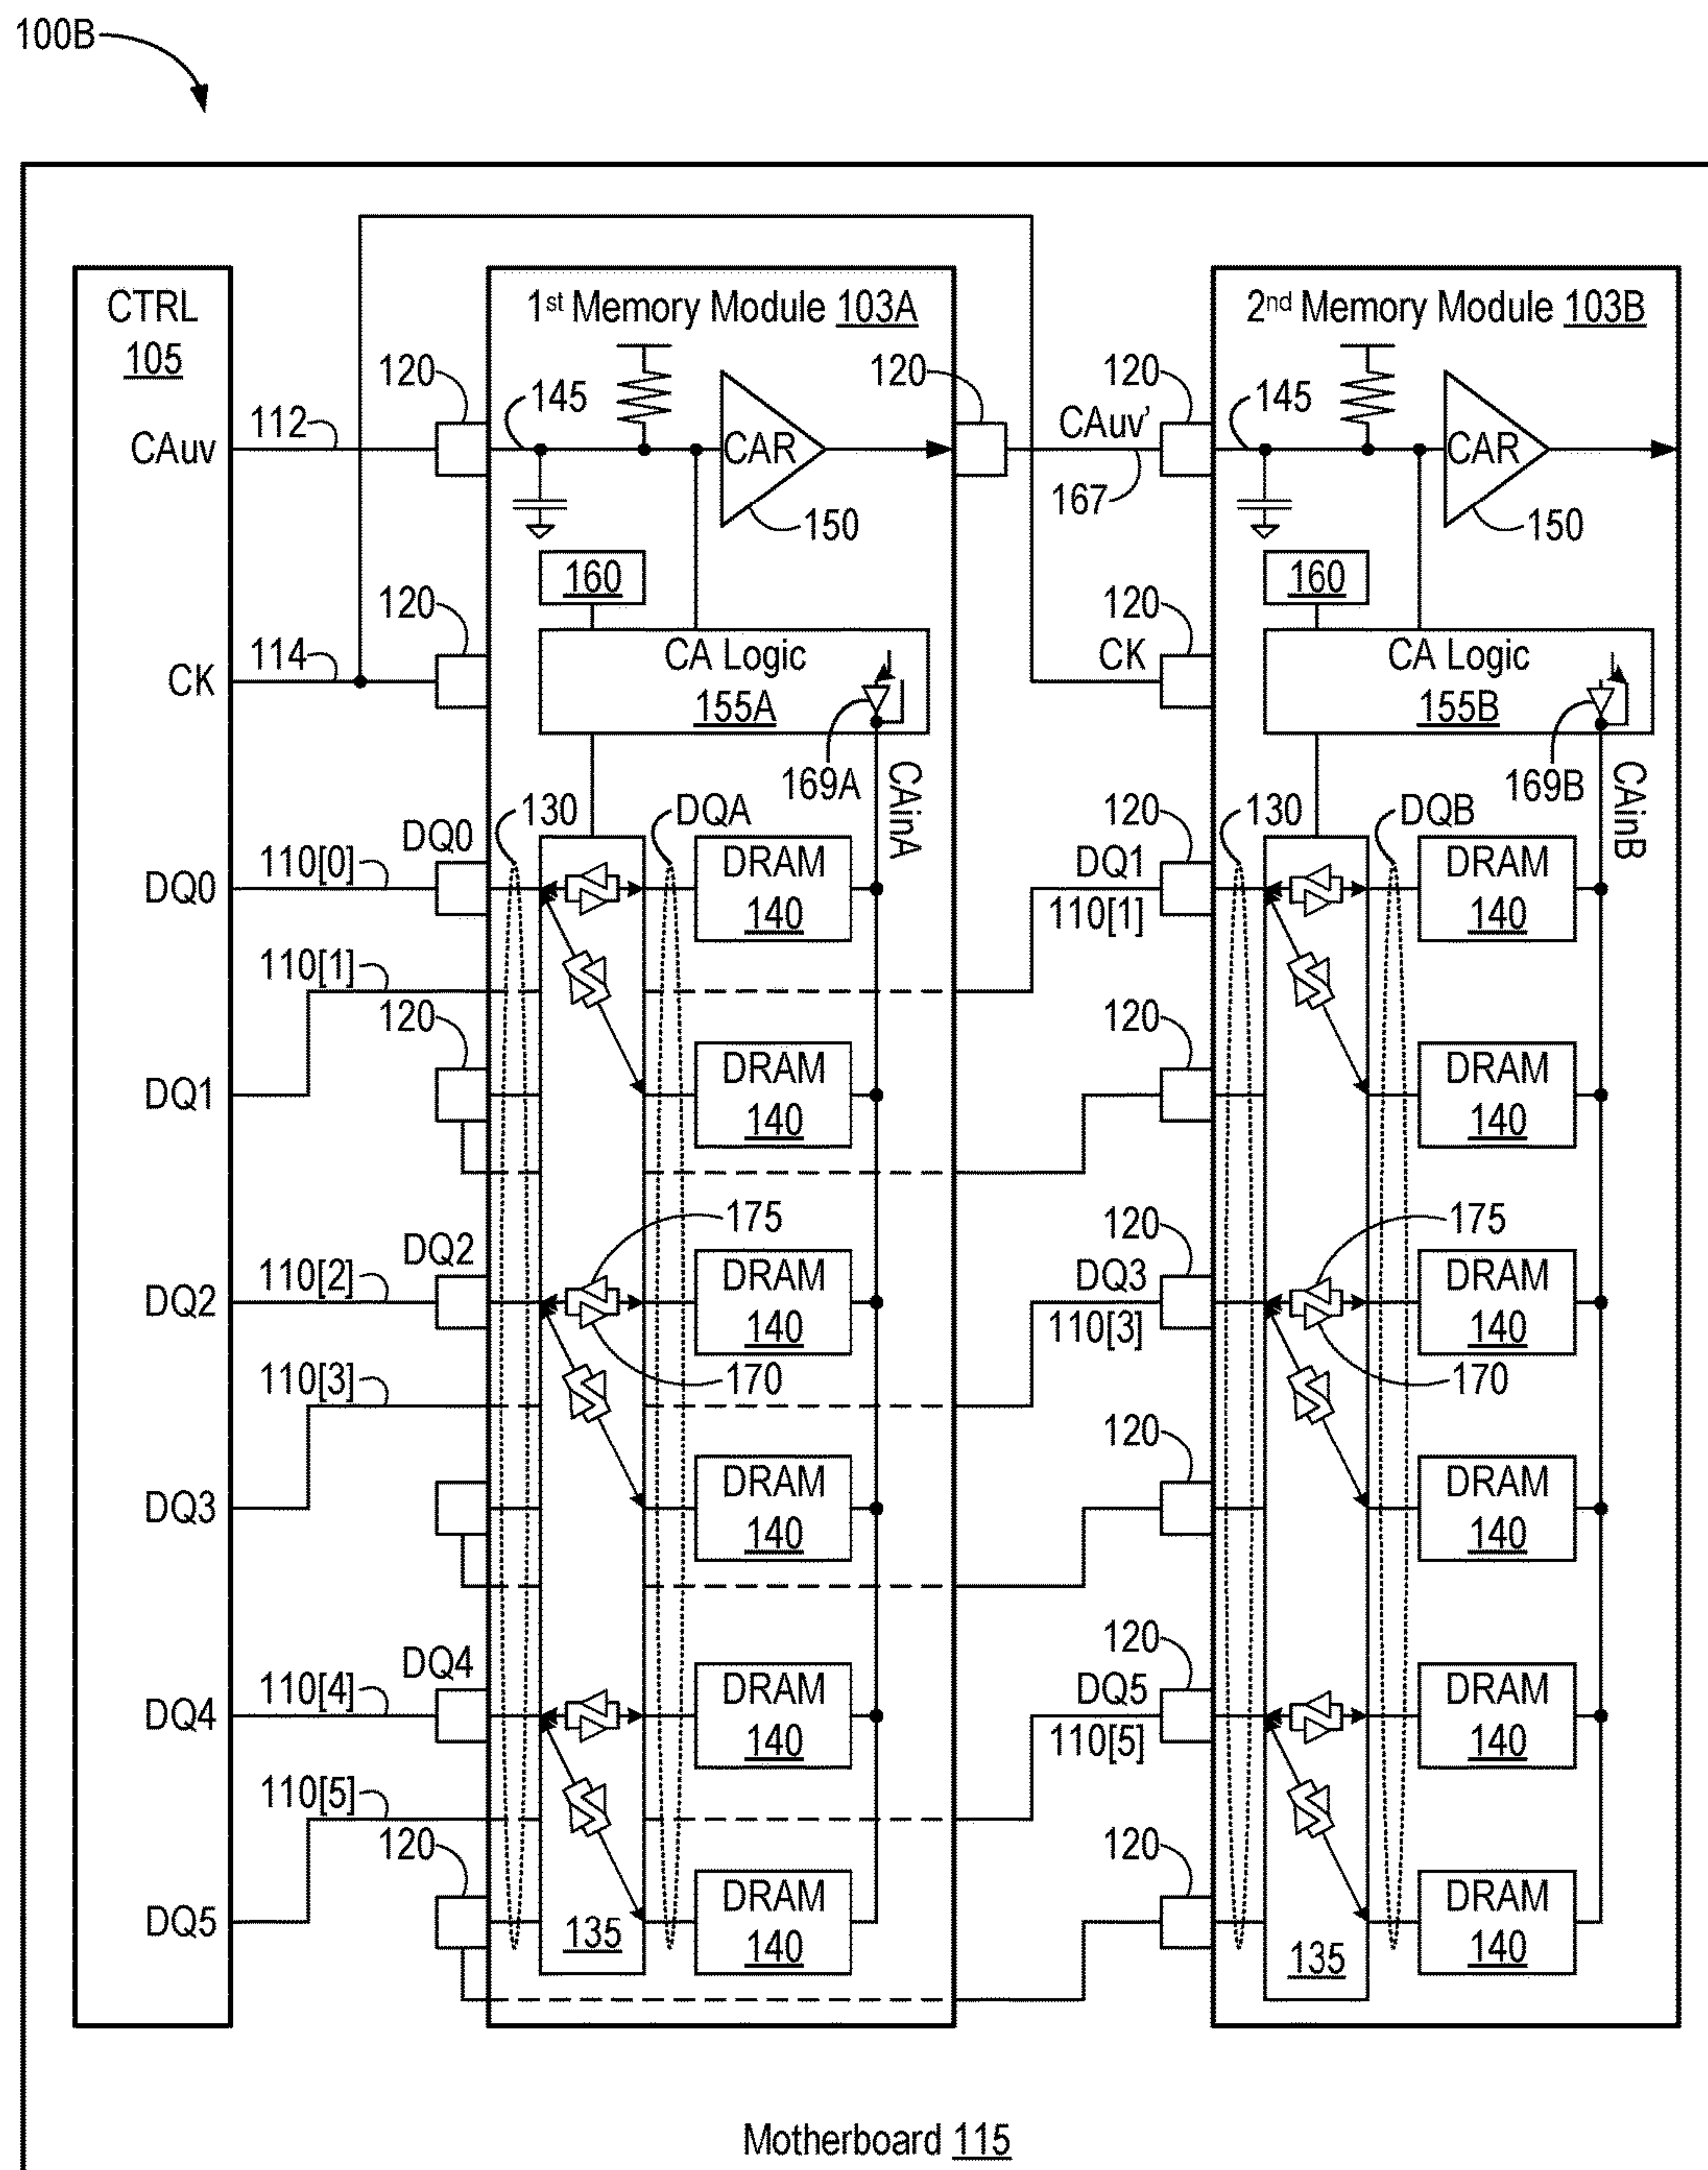 100B
CTRL
105
1st Memory Module 103A
2nd Memory Module 103B
120
145
120
120
145
CAuv
112
CAR
CAuv'
CAR
150
167
150
160
160
120
120
CK
114
CA Logic
155A
CK
CA Logic
155B
169A
CAinA
169B
CAinB
130
DQA
120
130
DQB
DQ0
110[0]
DQ0
DRAM
140
DQ1
110[1]
DRAM
140
110[1]
120
120
DQ1
DRAM
140
DRAM
140
175
120
175
DQ2
110[2]
DQ2
DRAM
140
DQ3
110[3]
DRAM
140
110[3]
170
170
120
DQ3
DRAM
140
DRAM
140
120
DQ4
110[4]
DQ4
DRAM
140
DQ5
110[5]
DRAM
140
110[5]
120
120
DQ5
135
DRAM
140
135
DRAM
140
Motherboard 115